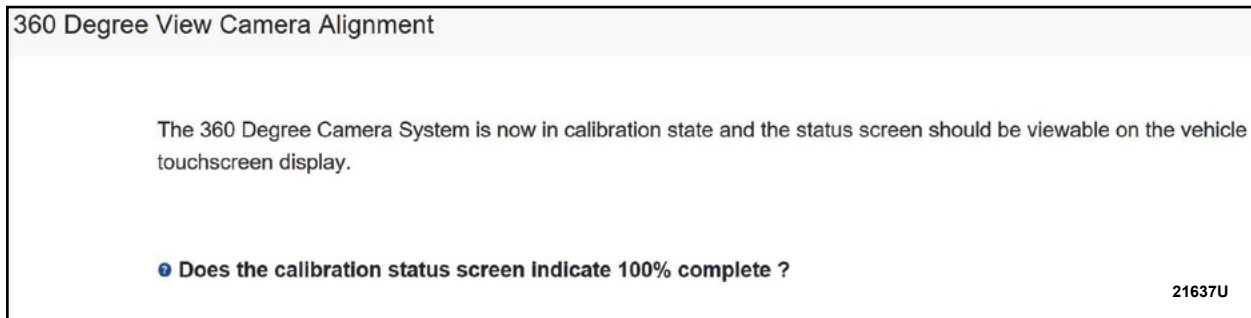 360 Degree View Camera Alignment
The 360 Degree Camera System is now in calibration state and the status screen should be viewable on the vehicle
touchscreen display.
? Does the calibration status screen indicate 100% complete ?
21637U